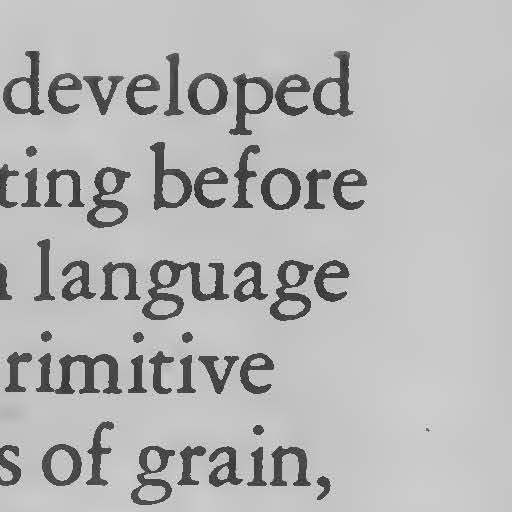 developed
ting before
language
rimitive
s of grain,